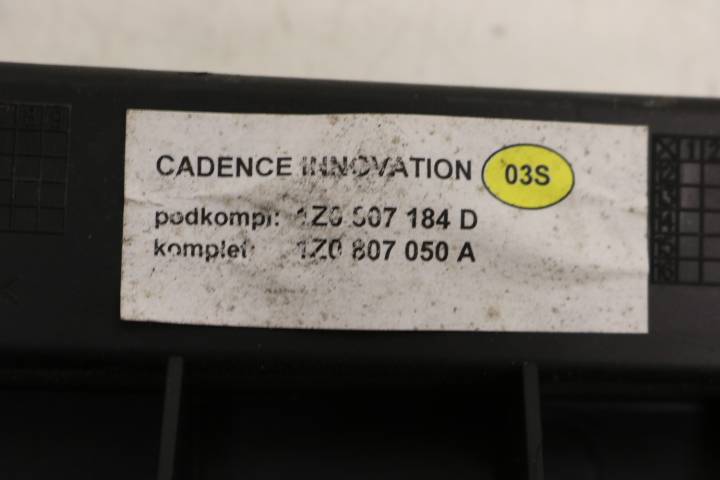 CADENCE INNOVATION 03S
podkompl: 1Z0 807 184 D
komplet: 1Z0 807 050 A